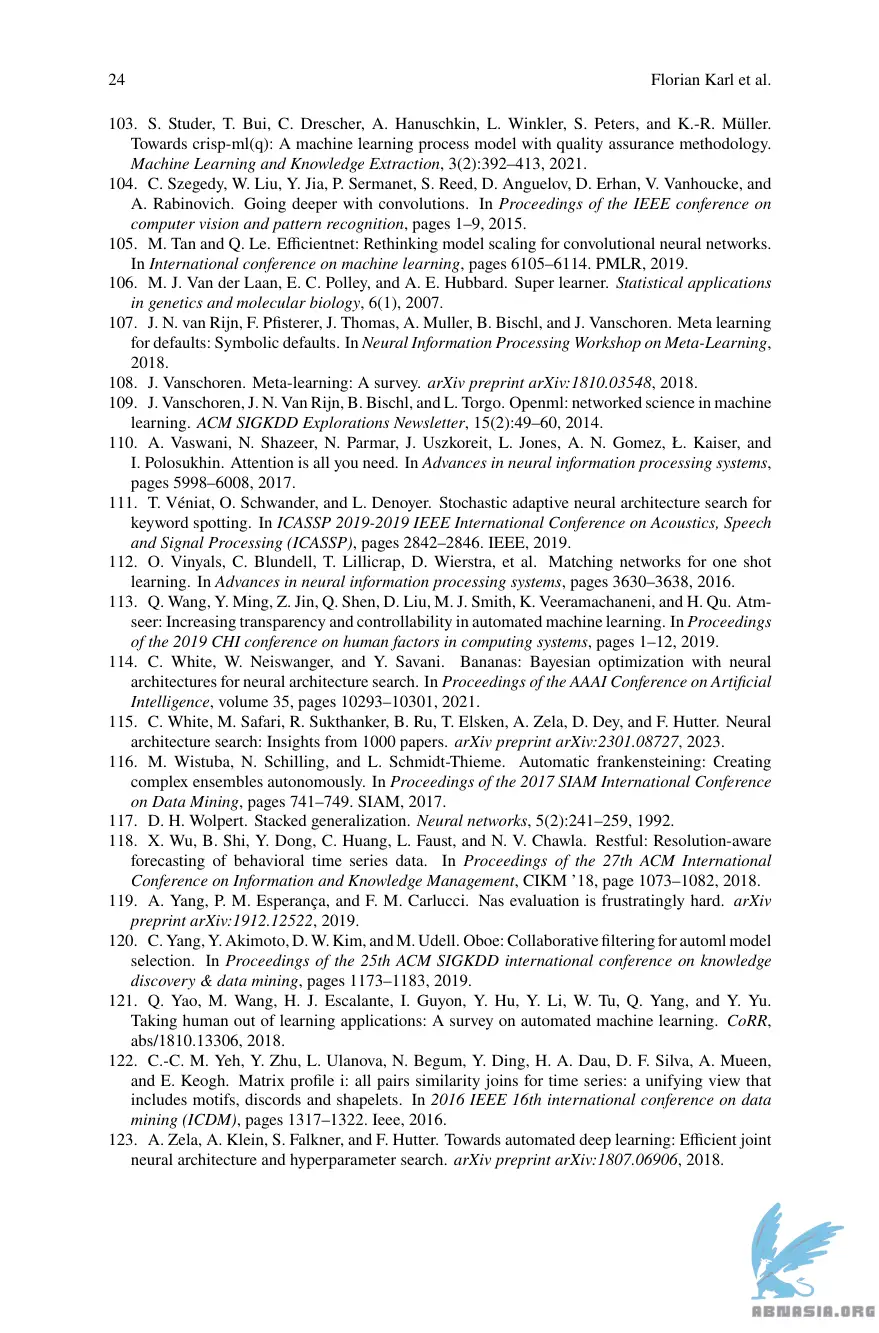 24
Florian Karl et al.
103. S. Studer, T. Bui, C. Drescher, A. Hanuschkin, L. Winkler, S. Peters, and K.-R. Müller.
Towards crisp-ml(q): A machine learning process model with quality assurance methodology.
Machine Learning and Knowledge Extraction, 3(2):392–413, 2021.
104. C. Szegedy, W. Liu, Y. Jia, P. Sermanet, S. Reed, D. Anguelov, D. Erhan, V. Vanhoucke, and
A. Rabinovich. Going deeper with convolutions. In Proceedings of the IEEE conference on
computer vision and pattern recognition, pages 1–9, 2015.
105. M. Tan and Q. Le. Efficientnet: Rethinking model scaling for convolutional neural networks.
In International conference on machine learning, pages 6105–6114. PMLR, 2019.
106. M. J. Van der Laan, E. C. Polley, and A. E. Hubbard. Super learner. Statistical applications
in genetics and molecular biology, 6(1), 2007.
107. J. N. van Rijn, F. Pfisterer, J. Thomas, A. Muller, B. Bischl, and J. Vanschoren. Meta learning
for defaults: Symbolic defaults. In Neural Information Processing Workshop on Meta-Learning,
2018.
108. J. Vanschoren. Meta-learning: A survey. arXiv preprint arXiv:1810.03548, 2018.
109. J. Vanschoren, J. N. Van Rijn, B. Bischl, and L. Torgo. Openml: networked science in machine
learning. ACM SIGKDD Explorations Newsletter, 15(2):49–60, 2014.
110. A. Vaswani, N. Shazeer, N. Parmar, J. Uszkoreit, L. Jones, A. N. Gomez, Ł. Kaiser, and
I. Polosukhin. Attention is all you need. In Advances in neural information processing systems,
pages 5998–6008, 2017.
111. T. Véniat, O. Schwander, and L. Denoyer. Stochastic adaptive neural architecture search for
keyword spotting. In ICASSP 2019-2019 IEEE International Conference on Acoustics, Speech
and Signal Processing (ICASSP), pages 2842–2846. IEEE, 2019.
112. O. Vinyals, C. Blundell, T. Lillicrap, D. Wierstra, et al. Matching networks for one shot
learning. In Advances in neural information processing systems, pages 3630–3638, 2016.
113. Q. Wang, Y. Ming, Z. Jin, Q. Shen, D. Liu, M. J. Smith, K. Veeramachaneni, and H. Qu. Atm-
seer: Increasing transparency and controllability in automated machine learning. In Proceedings
of the 2019 CHI conference on human factors in computing systems, pages 1–12, 2019.
114. C. White, W. Neiswanger, and Y. Savani. Bananas: Bayesian optimization with neural
architectures for neural architecture search. In Proceedings of the AAAI Conference on Artificial
Intelligence, volume 35, pages 10293–10301, 2021.
115. C. White, M. Safari, R. Sukthanker, B. Ru, T. Elsken, A. Zela, D. Dey, and F. Hutter. Neural
architecture search: Insights from 1000 papers. arXiv preprint arXiv:2301.08727, 2023.
116. M. Wistuba, N. Schilling, and L. Schmidt-Thieme. Automatic frankensteining: Creating
complex ensembles autonomously. In Proceedings of the 2017 SIAM International Conference
on Data Mining, pages 741–749. SIAM, 2017.
117. D. H. Wolpert. Stacked generalization. Neural networks, 5(2):241–259, 1992.
118. X. Wu, B. Shi, Y. Dong, C. Huang, L. Faust, and N. V. Chawla. Restful: Resolution-aware
forecasting of behavioral time series data. In Proceedings of the 27th ACM International
Conference on Information and Knowledge Management, CIKM ’18, page 1073–1082, 2018.
119. A. Yang, P. M. Esperança, and F. M. Carlucci. Nas evaluation is frustratingly hard. arXiv
preprint arXiv:1912.12522, 2019.
120. C. Yang, Y. Akimoto, D. W. Kim, and M. Udell. Oboe: Collaborative filtering for automl model
selection. In Proceedings of the 25th ACM SIGKDD international conference on knowledge
discovery & data mining, pages 1173–1183, 2019.
121. Q. Yao, M. Wang, H. J. Escalante, I. Guyon, Y. Hu, Y. Li, W. Tu, Q. Yang, and Y. Yu.
Taking human out of learning applications: A survey on automated machine learning. CoRR,
abs/1810.13306, 2018.
122. C.-C. M. Yeh, Y. Zhu, L. Ulanova, N. Begum, Y. Ding, H. A. Dau, D. F. Silva, A. Mueen,
and E. Keogh. Matrix profile i: all pairs similarity joins for time series: a unifying view that
includes motifs, discords and shapelets. In 2016 IEEE 16th international conference on data
mining (ICDM), pages 1317–1322. Ieee, 2016.
123. A. Zela, A. Klein, S. Falkner, and F. Hutter. Towards automated deep learning: Efficient joint
neural architecture and hyperparameter search. arXiv preprint arXiv:1807.06906, 2018.
ABNASIA.ORG